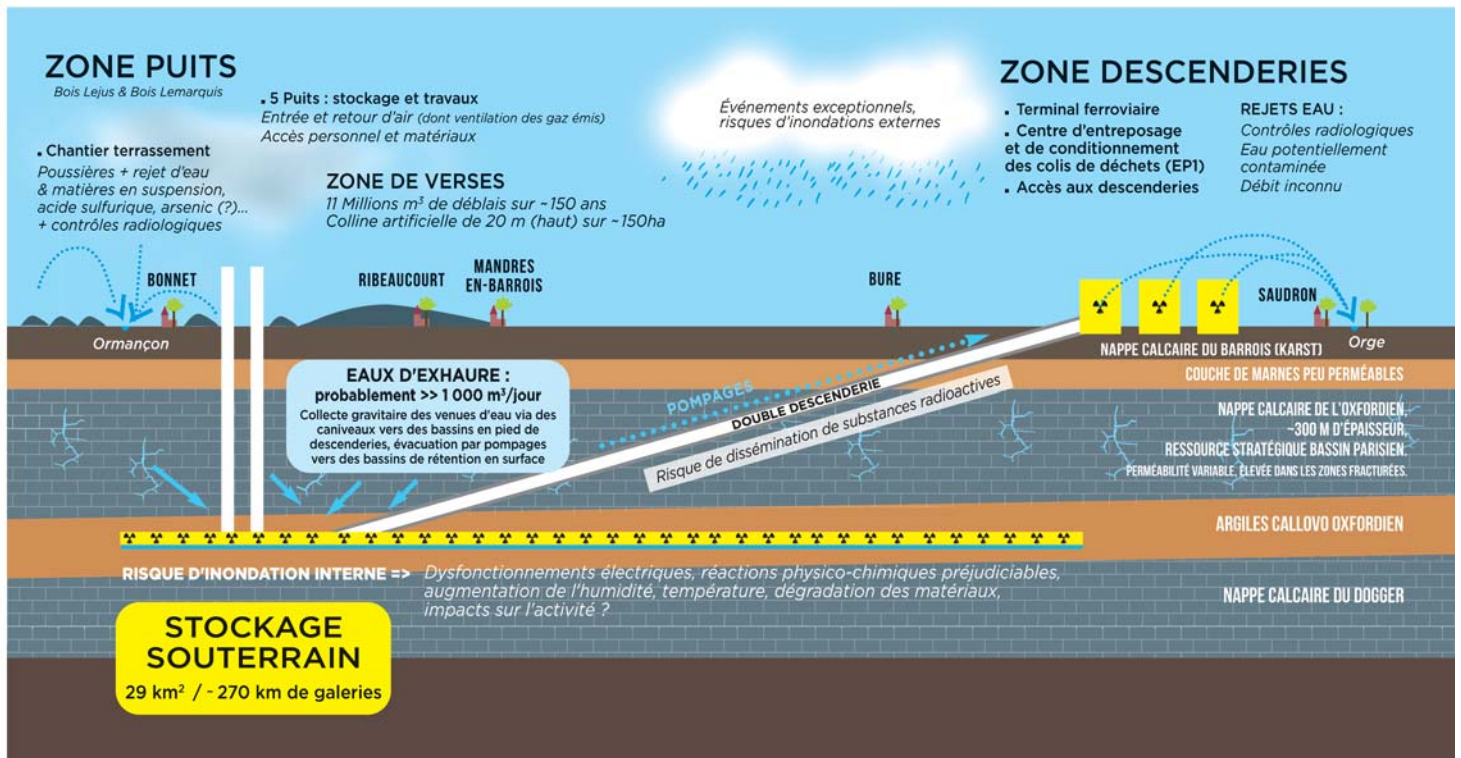 ZONE PUITS
Bois Lejus & Bois Lemarquis
. Chantier terrassement
Poussières + rejet d'eau
& matières en suspension,
acide sulfurique, arsenic (?)...
+ contrôles radiologiques
. 5 Puits : stockage et travaux
Entrée et retour d'air (dont ventilation des gaz émis)
Accès personnel et matériaux
ZONE DE VERSES
11 Millions m³ de déblais sur ~150 ans
Colline artificielle de 20 m (haut) sur ~150ha
Événements exceptionnels,
risques d'inondations externes
ZONE DESCENDERIES
. Terminal ferroviaire
. Centre d'entreposage
et de conditionnement
des colis de déchets (EP1)
. Accès aux descenderies
REJETS EAU :
Contrôles radiologiques
Eau potentiellement
contaminée
Débit inconnu
BONNET
RIBEAUCOURT
MANDRES
EN-BARROIS
BURE
SAUDRON
Ormançon
Orge
EAUX D'EXHAURE :
probablement >> 1 000 m³/jour
Collecte gravitaire des venues d'eau via des
caniveaux vers des bassins en pied de
descenderies, évacuation par pompages
vers des bassins de rétention en surface
POMPAGES
DOUBLE DESCENDERIE
Risque de dissémination de substances radioactives
NAPPE CALCAIRE DU BARROIS (KARST)
COUCHE DE MARNES PEU PERMÉABLES
NAPPE CALCAIRE DE L'OXFORDIEN,
~300 M D'ÉPAISSEUR,
RESSOURCE STRATÉGIQUE BASSIN PARISIEN.
PERMÉABILITÉ VARIABLE, ÉLEVÉE DANS LES ZONES FRACTURÉES.
ARGILES CALLOVO OXFORDIEN
RISQUE D'INONDATION INTERNE => Dysfonctionnements électriques, réactions physico-chimiques préjudiciables,
augmentation de l'humidité, température, dégradation des matériaux,
impacts sur l'activité ?
NAPPE CALCAIRE DU DOGGER
STOCKAGE
SOUTERRAIN
29 km² / ~ 270 km de galeries